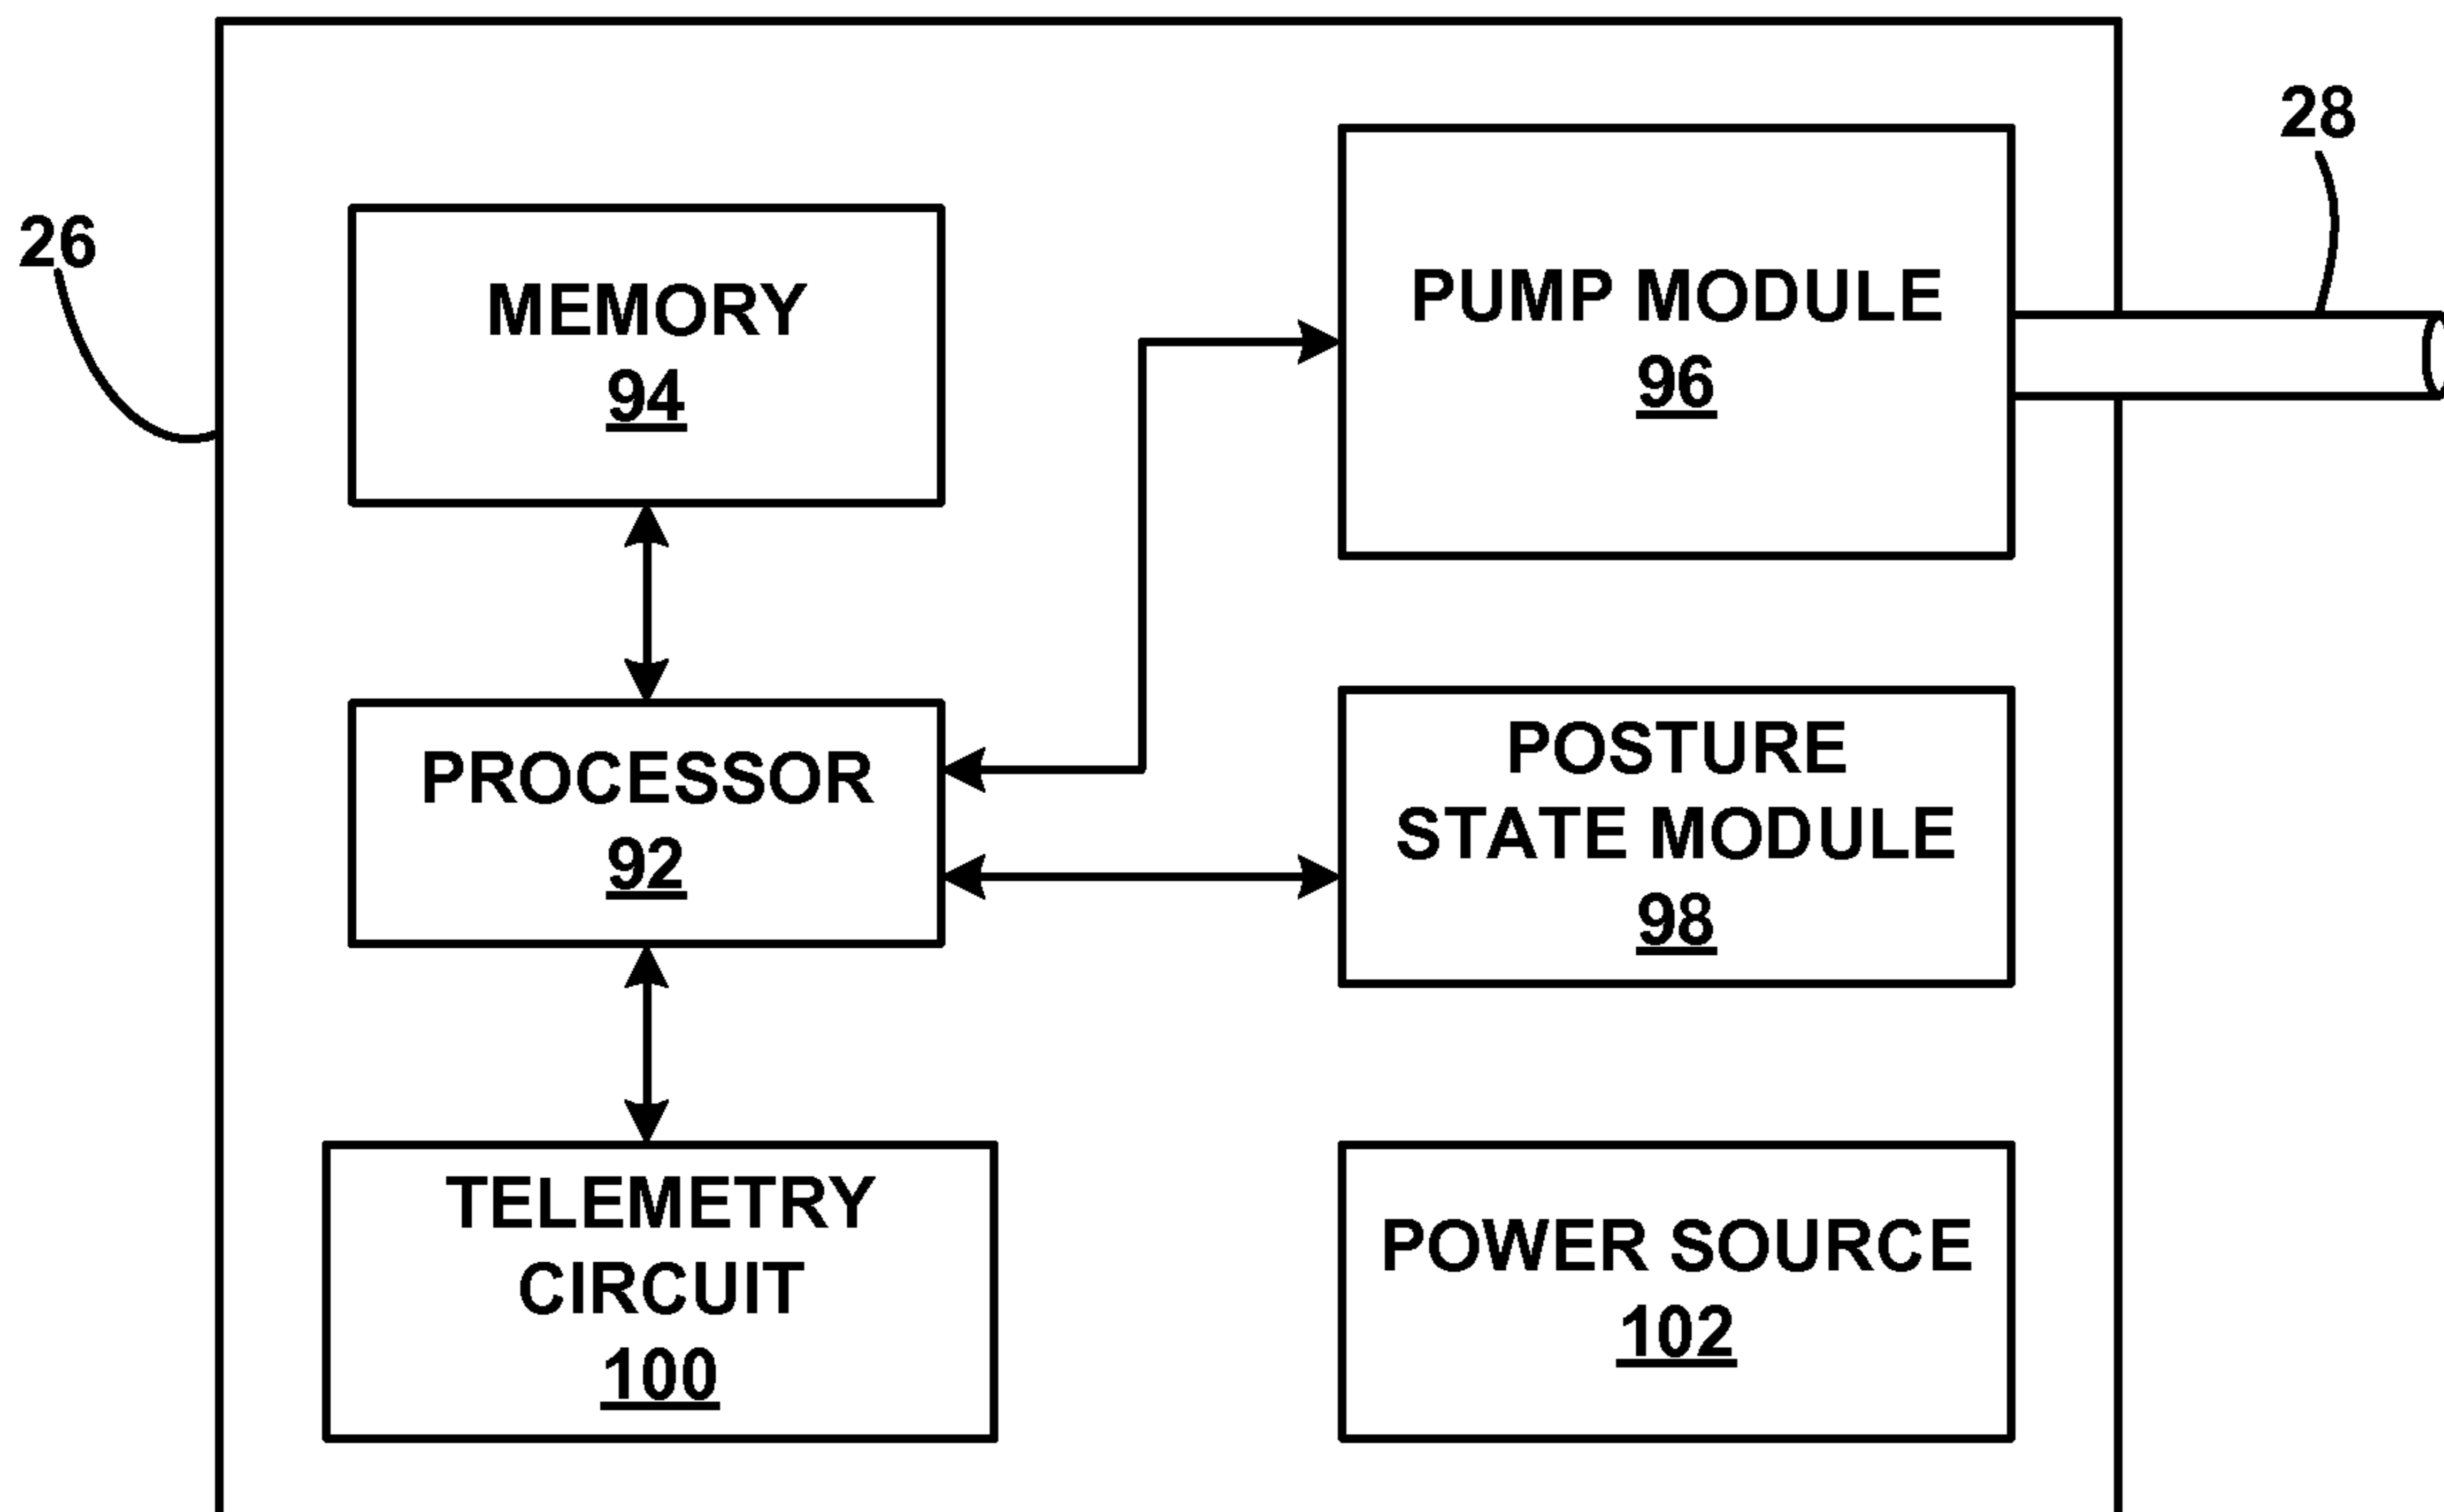 26
28
MEMORY
94
PUMP MODULE
96
PROCESSOR
92
POSTURE
STATE MODULE
98
TELEMETRY
CIRCUIT
100
POWER SOURCE
102